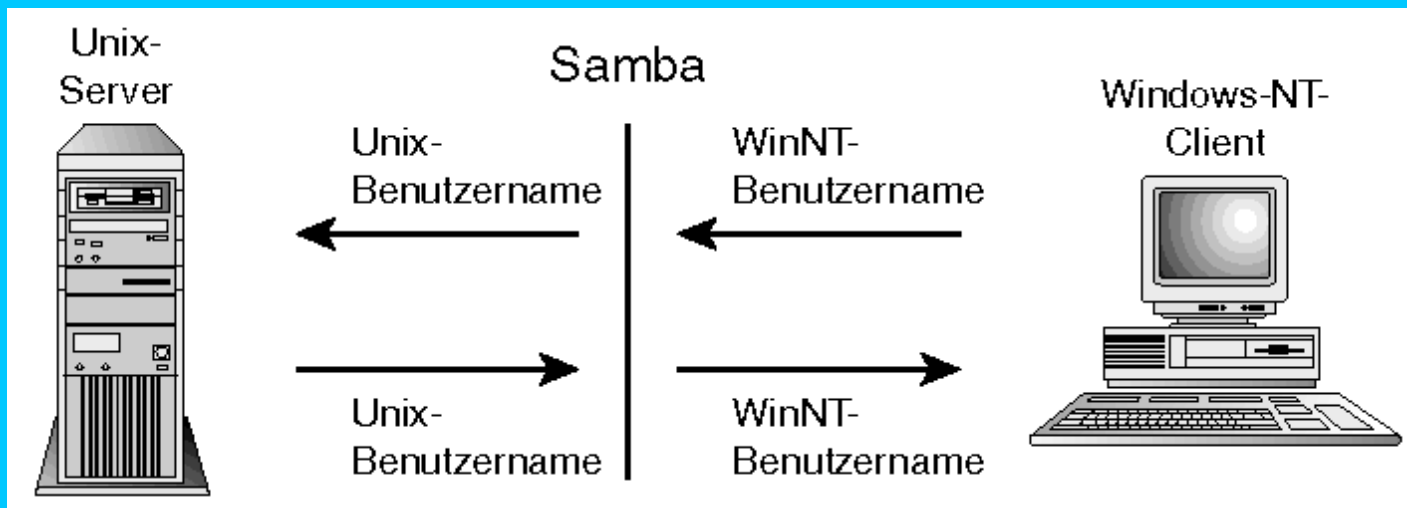 Unix-
Server
Samba
Windows-NT-
Client
Unix-
Benutzername
WinNT-
Benutzername
Unix-
Benutzername
WinNT-
Benutzername